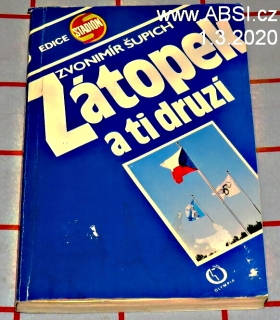 www.ABSI.cz
1.3.2020
EDICE
STADIÓN
ZVONIMÍR ŠUPICH
Zátopek
a ti druzí
OLYMPIA